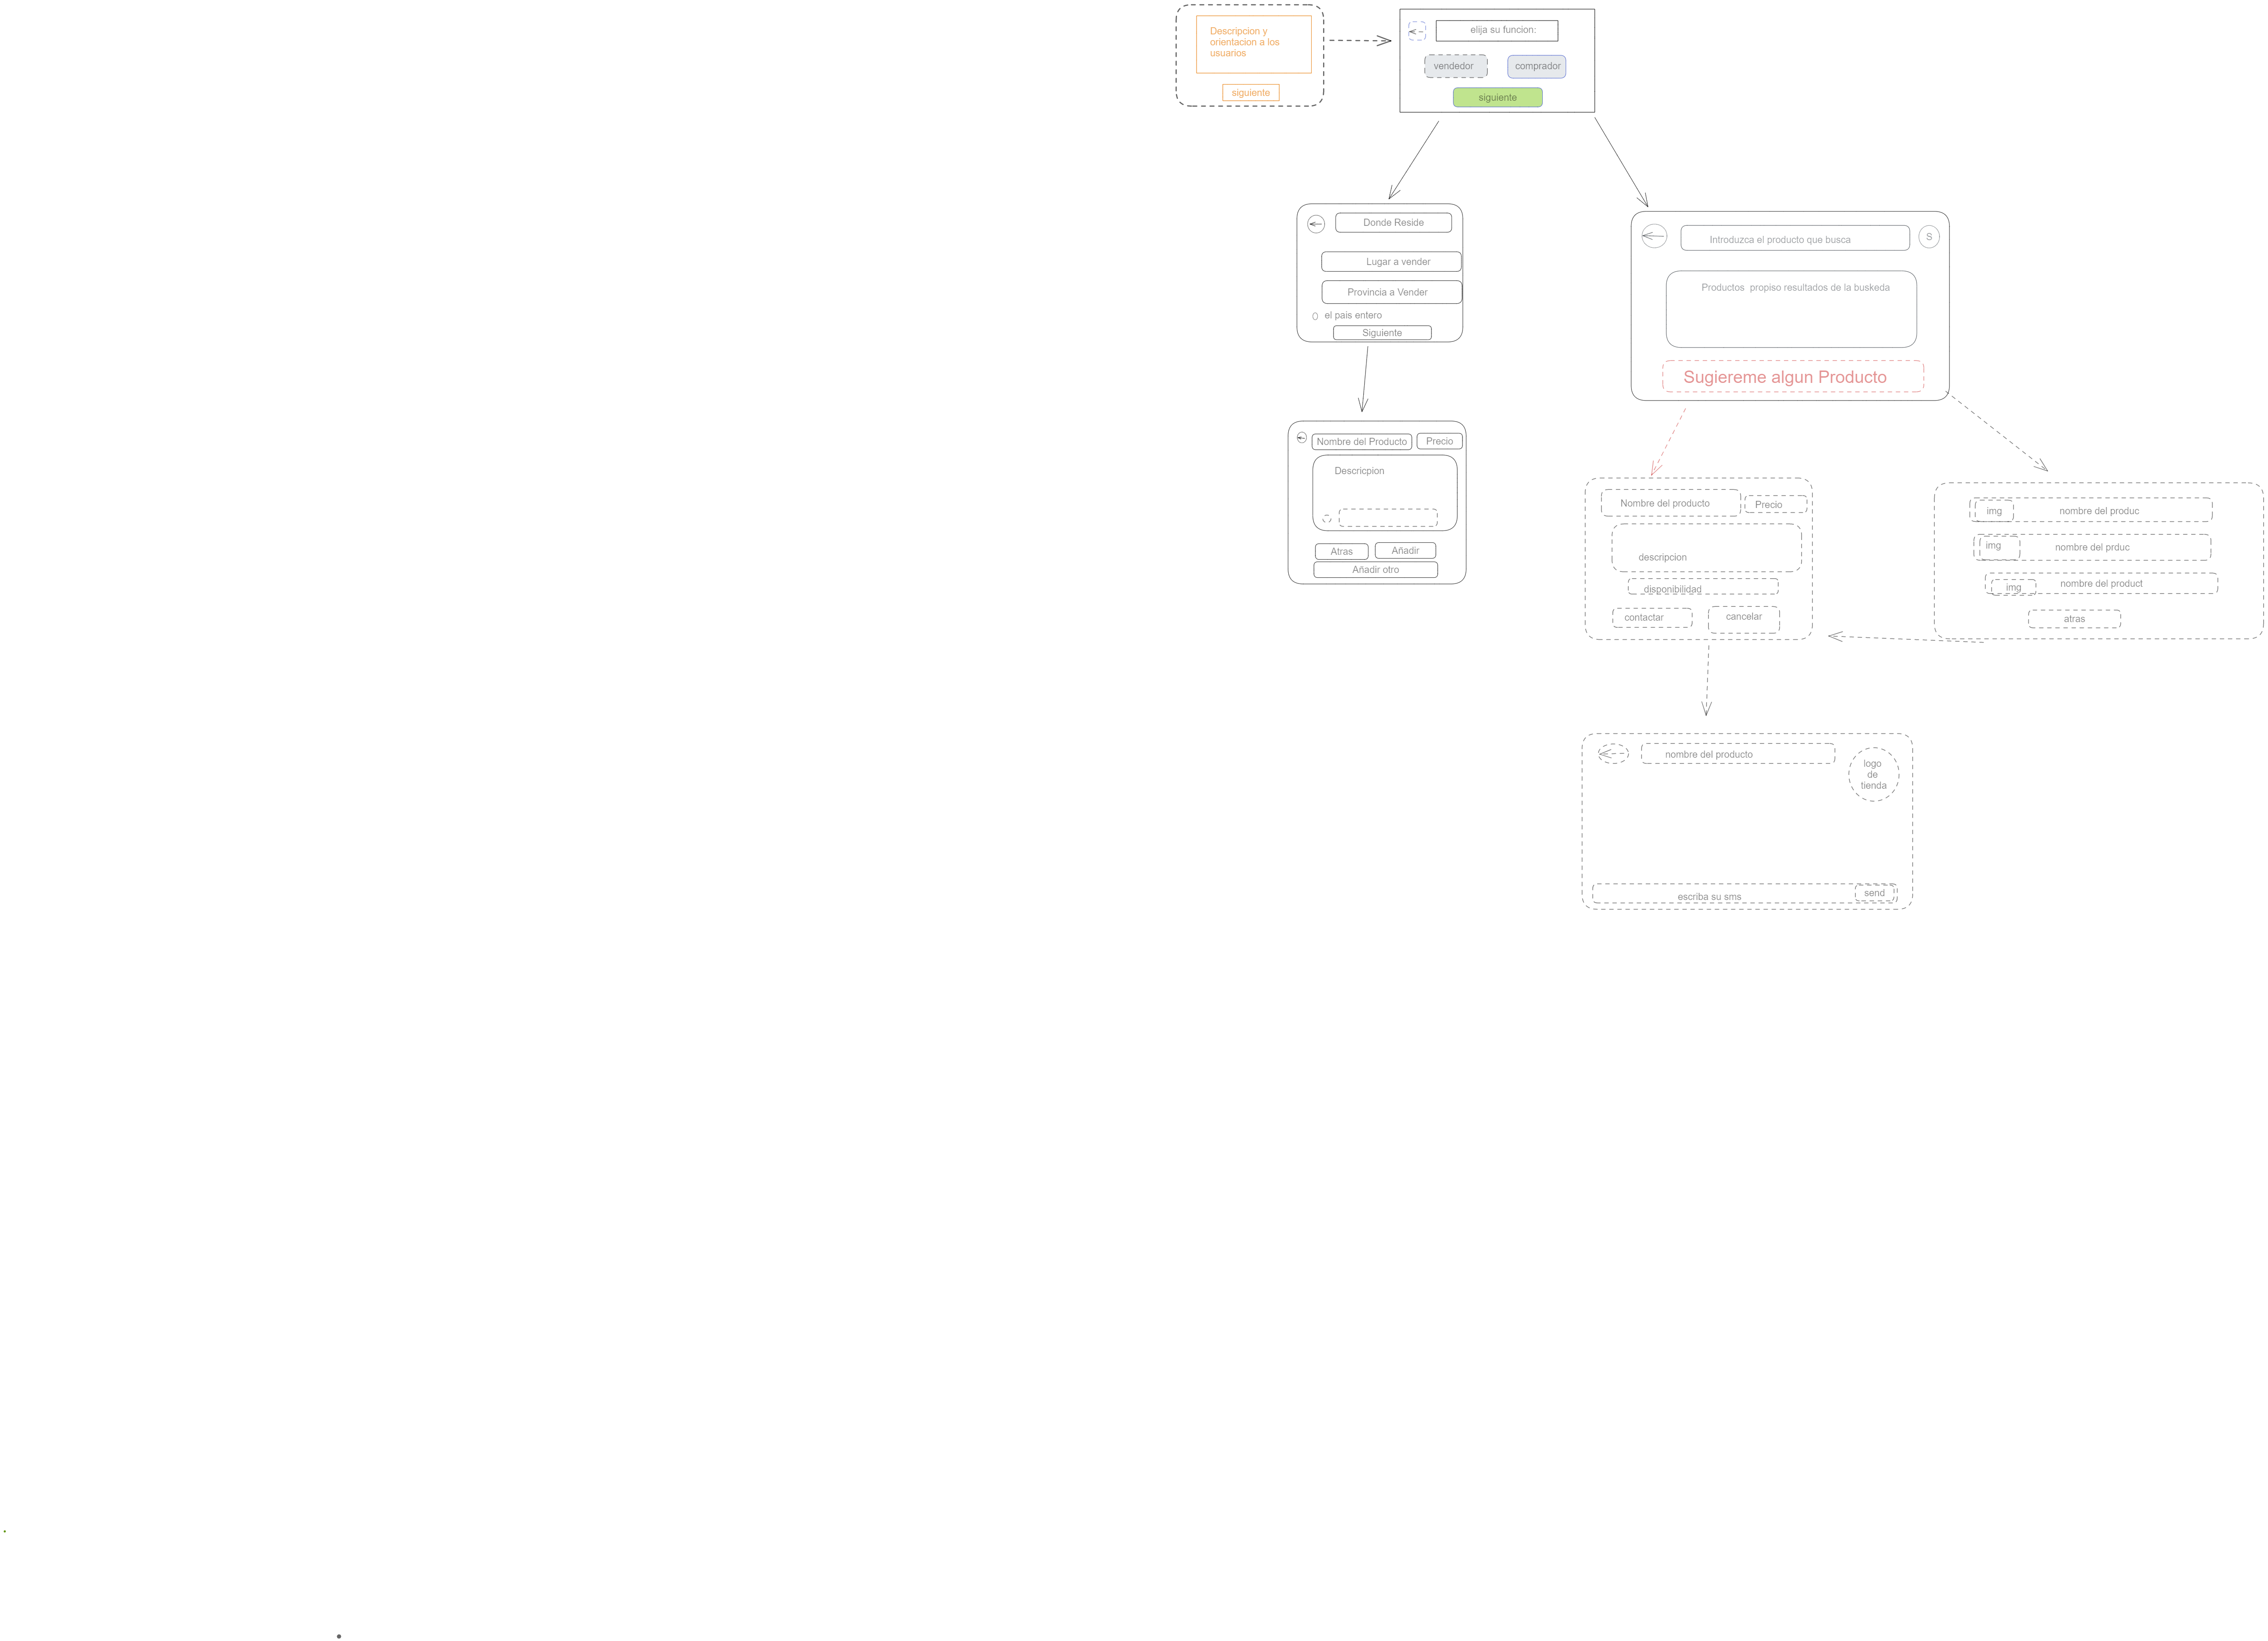 Descripcion y
orientacion a los
usuarios
siguiente
elija su funcion:
vendedor
comprador
siguiente
Donde Reside
Lugar a vender
Provincia a Vender
el pais entero
Siguiente
Nombre del Producto
Precio
Descricpion
Atras
Añadir
Añadir otro
Introduzca el producto que busca
S
Productos  propiso resultados de la buskeda
Sugiereme algun Producto
Nombre del producto
Precio
descripcion
disponibilidad
contactar
cancelar
img
nombre del produc
img
nombre del prduc
img
nombre del product
atras
nombre del producto
logo
de
tienda
escriba su sms
send